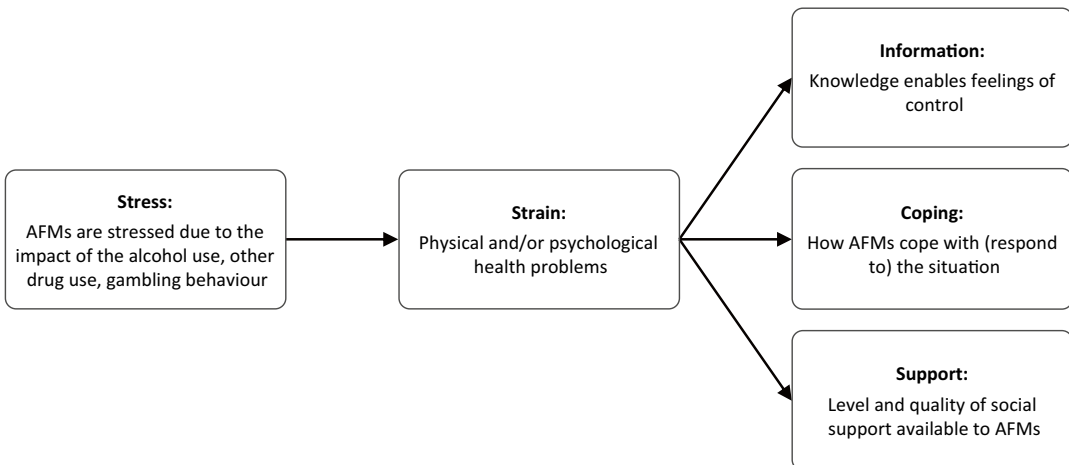 Stress:
AFMs are stressed due to the
impact of the alcohol use, other
drug use, gambling behaviour
Strain:
Physical and/or psychological
health problems
Information:
Knowledge enables feelings of
control
Coping:
How AFMs cope with (respond
to) the situation
Support:
Level and quality of social
support available to AFMs